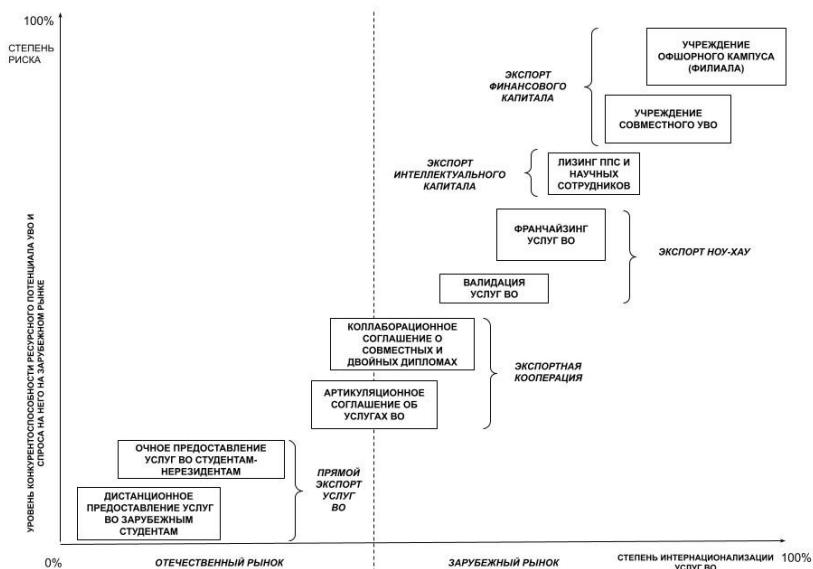 100%
СТЕПЕНЬ
РИСКА
УЧРЕЖДЕНИЕ
ОФШОРНОГО КАМПУСА
(ФИЛИАЛА)
ЭКСПОРТ
ФИНАНСОВОГО
КАПИТАЛА
УЧРЕЖДЕНИЕ
СОВМЕСТНОГО УВО
ЭКСПОРТ
ИНТЕЛЛЕКТУАЛЬНОГО
КАПИТАЛА
ЛИЗИНГ ППС И
НАУЧНЫХ
СОТРУДНИКОВ
ФРАНЧАЙЗИНГ
УСЛУГ ВО
ЭКСПОРТ НОУ-ХАУ
ВАЛИДАЦИЯ
УСЛУГ ВО
КОЛЛАБОРАЦИОННОЕ
СОГЛАШЕНИЕ О
СОВМЕСТНЫХ И
ДВОЙНЫХ ДИПЛОМАХ
ЭКСПОРТНАЯ
КООПЕРАЦИЯ
АРТИКУЛЯЦИОННОЕ
СОГЛАШЕНИЕ ОБ
УСЛУГАХ ВО
ОЧНОЕ ПРЕДОСТАВЛЕНИЕ
УСЛУГ ВО СТУДЕНТАМ-
НЕРЕЗИДЕНТАМ
ПРЯМОЙ
ЭКСПОРТ
УСЛУГ
ВО
ДИСТАНЦИОННОЕ
ПРЕДОСТАВЛЕНИЕ УСЛУГ
ВО ЗАРУБЕЖНЫМ
СТУДЕНТАМ
УРОВЕНЬ КОНКУРЕНТОСПОСОБНОСТИ РЕСУРСНОГО ПОТЕНЦИАЛА УВО И
СПРОСА НА НЕГО НА ЗАРУБЕЖНОМ РЫНКЕ
0%
ОТЕЧЕСТВЕННЫЙ РЫНОК
ЗАРУБЕЖНЫЙ РЫНОК
СТЕПЕНЬ ИНТЕРНАЦИОНАЛИЗАЦИИ
УСЛУГ ВО
100%